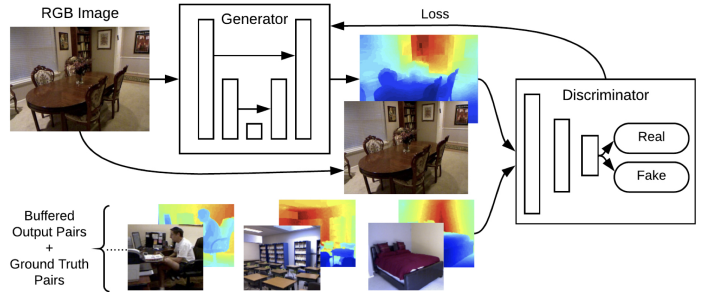 RGB Image
Generator
Loss
Discriminator
Real
Fake
Buffered
Output Pairs
+
Ground Truth
Pairs